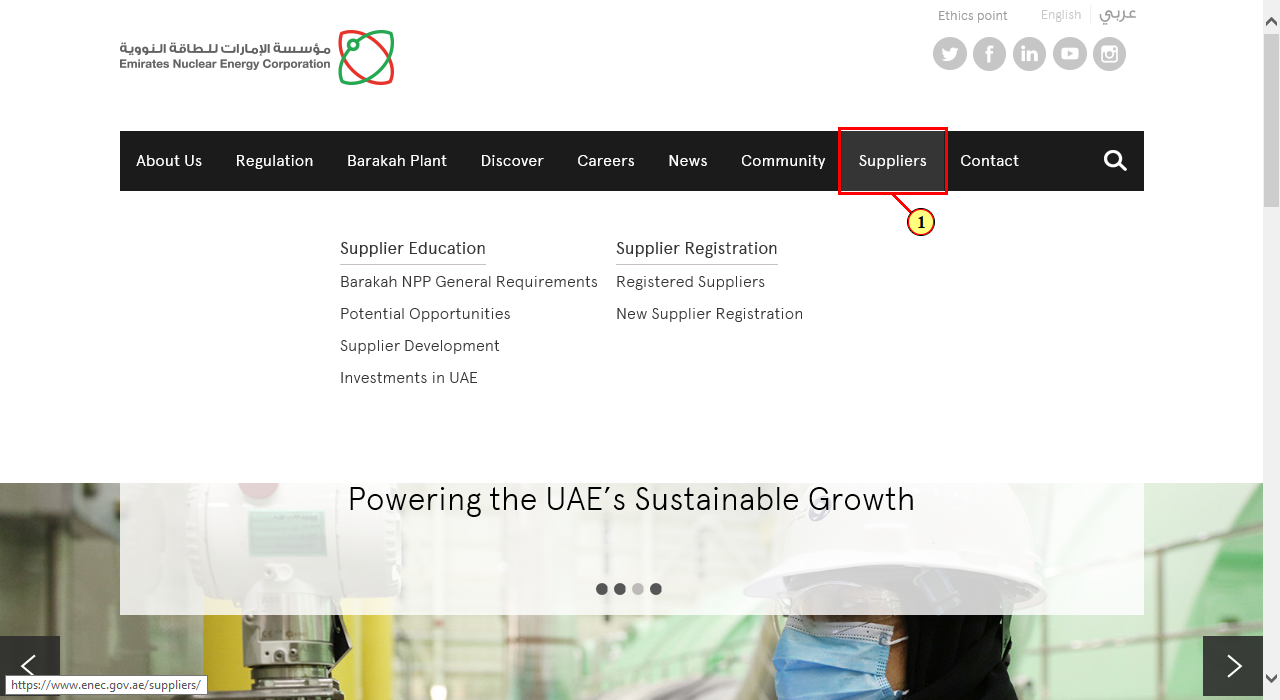 Ethics point
English
عربي
مؤسسة الإمارات للطاقة النووية
Emirates Nuclear Energy Corporation
About Us
Regulation
Barakah Plant
Discover
Careers
News
Community
Suppliers
Contact
1
Supplier Education
Barakah NPP General Requirements
Potential Opportunities
Supplier Development
Investments in UAE
Supplier Registration
Registered Suppliers
New Supplier Registration
Powering the UAE’s Sustainable Growth
https://www.enec.gov.ae/suppliers/